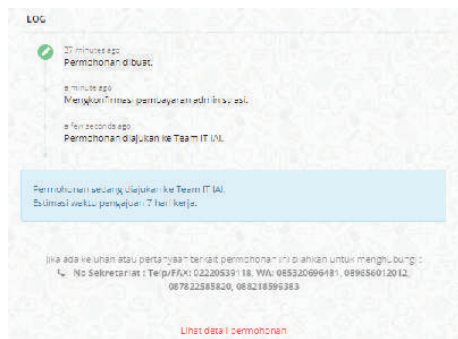 LOG
27 minutes ago
Permohonan dibuat.
a minute ago
Mengkonfirmasi pembayaran administrasi.
a few seconds ago
Permohonan diajukan ke Team IT IAI.
Permohonan sedang diajukan ke Team IT IAI.
Estimasi waktu pengajuan 7 hari kerja.
Jika ada keluhan atau pertanyaan terkait permohonan ini silahkan untuk menghubungi :
No Sekretariat : Telp/FAX: 02220539118, WA: 085320696481, 089656012012,
087822585820, 088218599383
Lihat detail permohonan